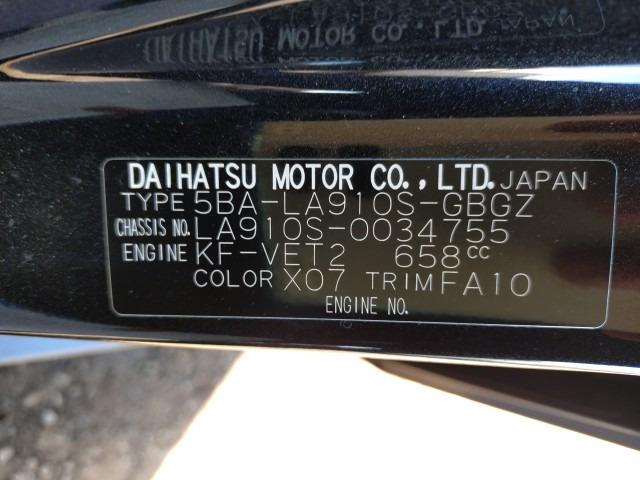 DAIHATSU MOTOR CO., LTD. JAPAN
TYPE 5BA-LA910S-GBGZ
CHASSIS NO. LA910S-0034755
ENGINE KF-VET2 658cc
COLOR X07 TRIM FA10
ENGINE NO.